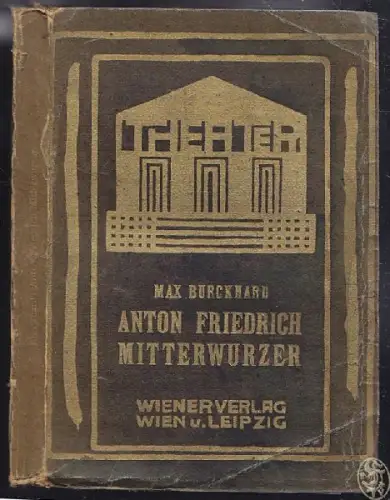 THEATER
MAX BURCKHARD
ANTON FRIEDRICH
MITTERWURZER
WIENER VERLAG
WIEN u. LEIPZIG